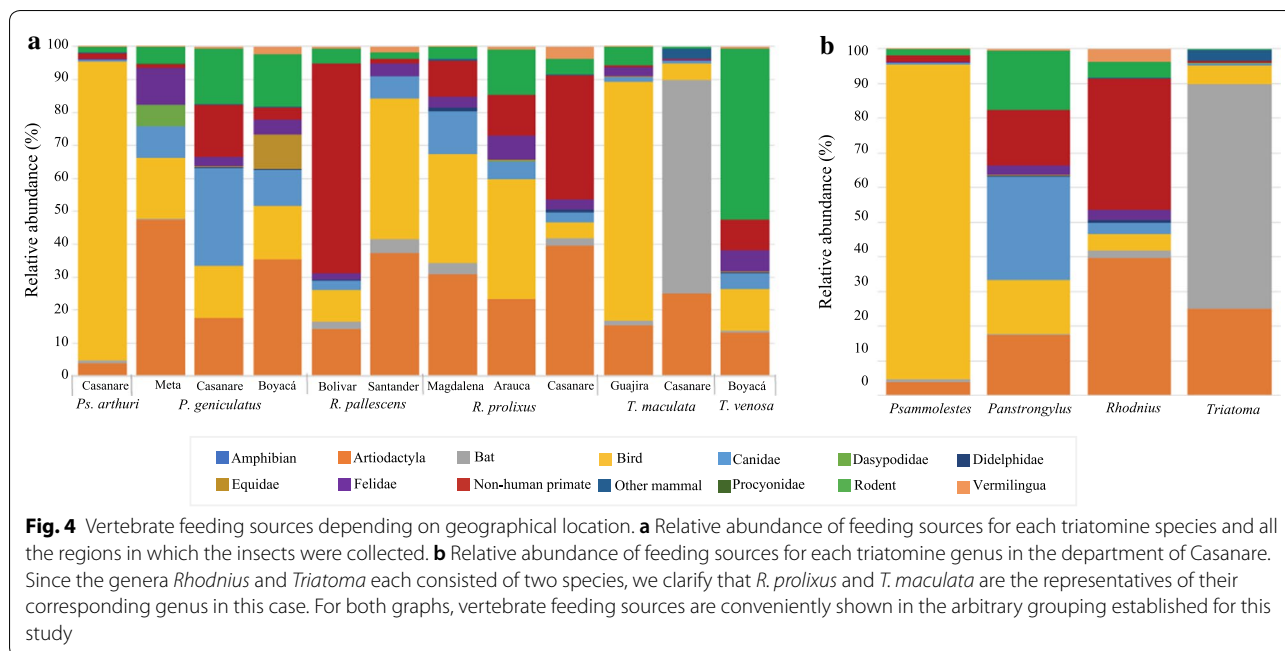 a
Relative abundance (%)
100
90
80
70
60
50
40
30
20
10
0
Casanare Meta Casanare Boyacá Bolivar Santander Magdalena Arauca Casanare Guajira Casanare Boyacá
Ps. arthuri P. geniculatus R. pallescens R. prolixus T. maculata T. venosa
b
Relative abundance (%)
100
90
80
70
60
50
40
30
20
10
0
Psammolestes Panstrongylus Rhodnius Triatoma
Amphibian Artiodactyla Bat Bird Canidae Dasypodidae Didelphidae
Equidae Felidae Non-human primate Other mammal Procyonidae Rodent Vermilingua
Fig. 4 Vertebrate feeding sources depending on geographical location. a Relative abundance of feeding sources for each triatomine species and all
the regions in which the insects were collected. b Relative abundance of feeding sources for each triatomine genus in the department of Casanare.
Since the genera Rhodnius and Triatoma each consisted of two species, we clarify that R. prolixus and T. maculata are the representatives of their
corresponding genus in this case. For both graphs, vertebrate feeding sources are conveniently shown in the arbitrary grouping established for this
study